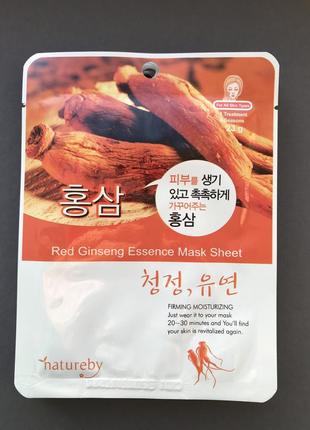 For All Skin Types
Treatment
Seasons
23 g
피부를 생기
있고 촉촉하게
가꾸어주는
홍삼
홍삼
Red Ginseng Essence Mask Sheet
청정, 유연
FIRMING MOISTURIZING
Just wear it to your mask
20~30 minutes and You'll find
your skin is revitalized again.
natureby